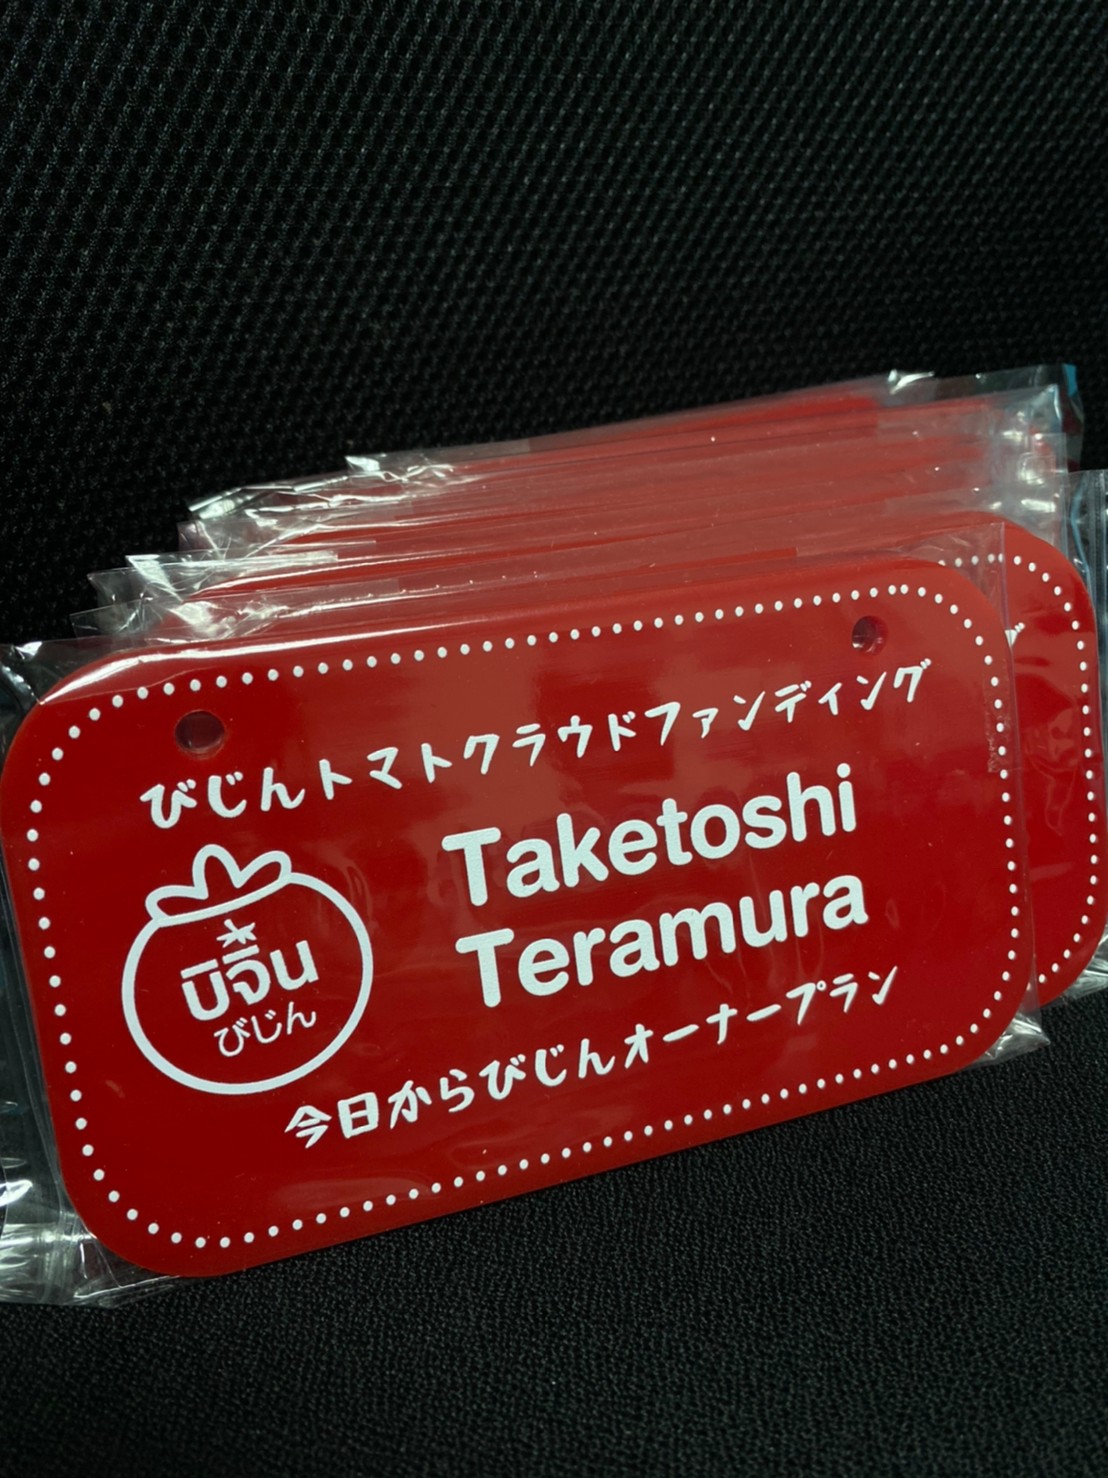 びじんトマトクラウドファンディング
Taketoshi
Teramura
บิจิน
びじん
今日からびじんオーナープラン